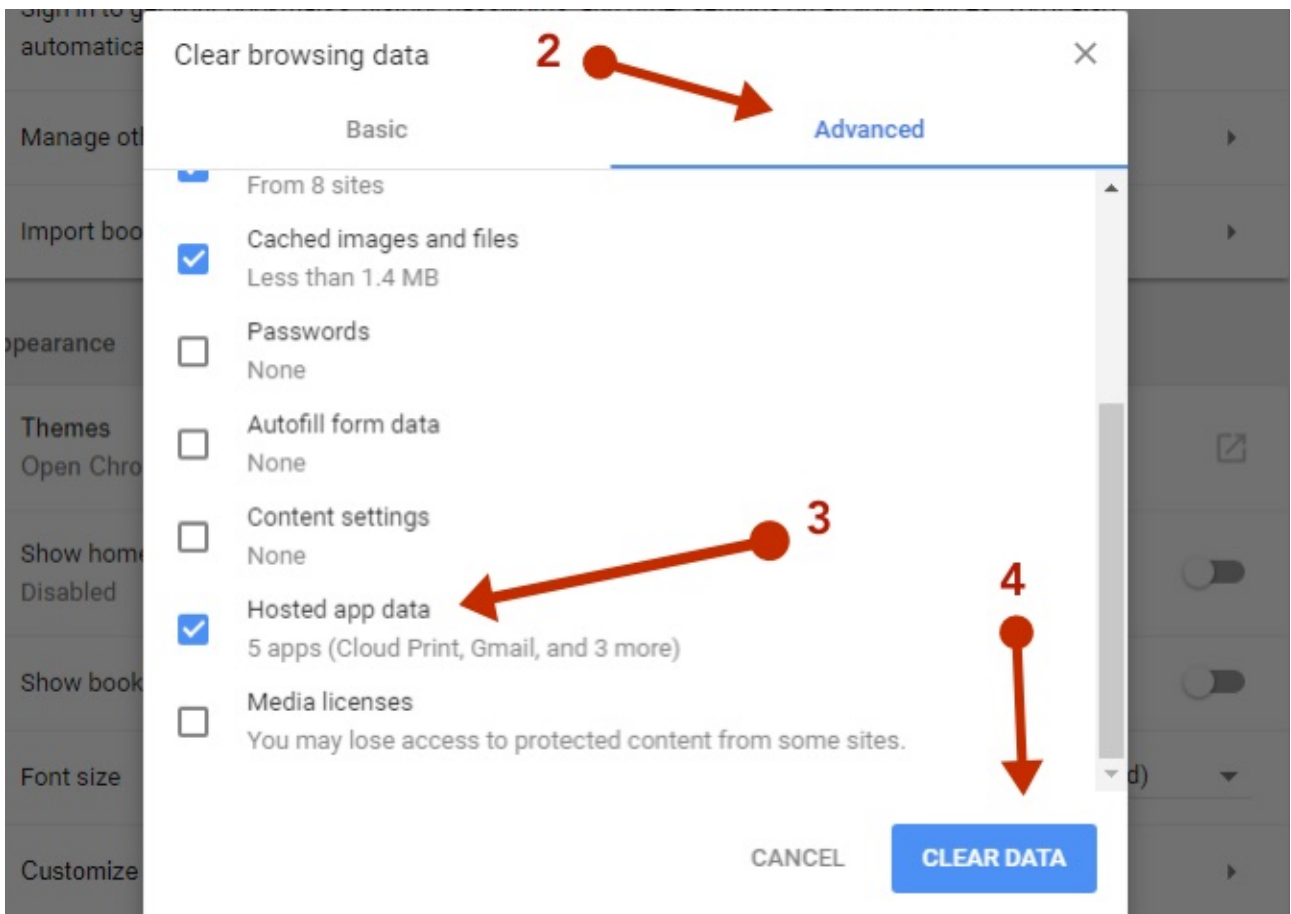 automatica
Clear browsing data
2
Basic
Advanced
Manage oth
From 8 sites
Import boo
Cached images and files
Less than 1.4 MB
Passwords
None
ppearance
Autofill form data
None
Themes
Open Chro
Content settings
None
3
Show home
Disabled
Hosted app data
5 apps (Cloud Print, Gmail, and 3 more)
4
Show book
Media licenses
You may lose access to protected content from some sites.
Font size
d)
CANCEL
CLEAR DATA
Customize